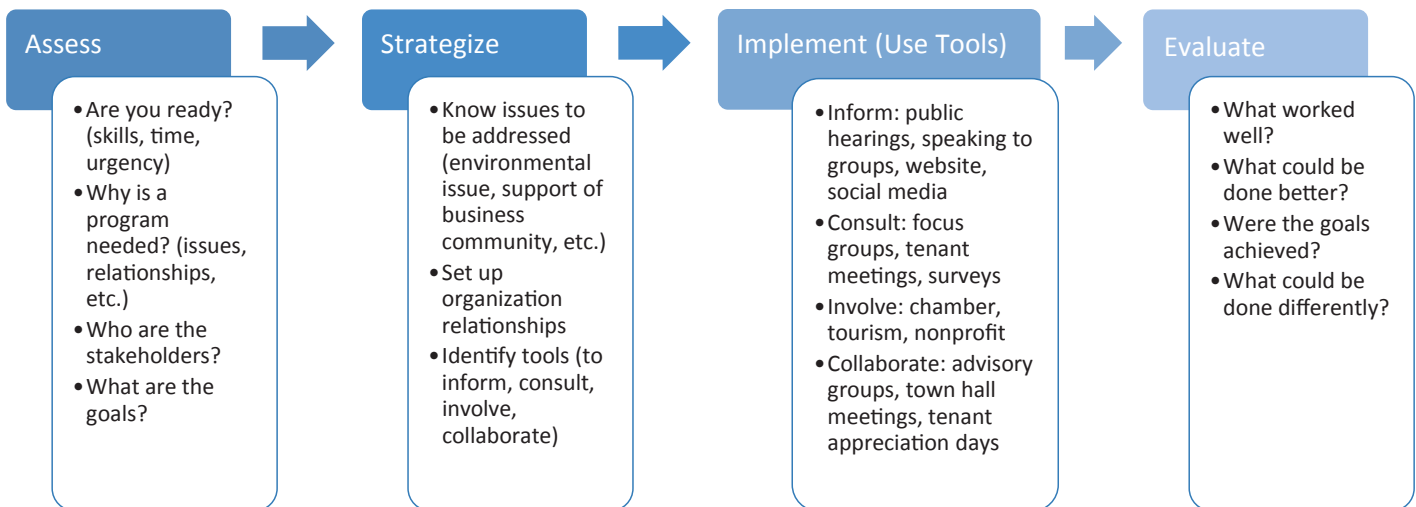 Assess
•Are you ready?
(skills, time,
urgency)
•Why is a
program
needed? (issues,
relationships,
etc.)
•Who are the
stakeholders?
•What are the
goals?
Strategize
•Know issues to
be addressed
(environmental
issue, support of
business
community, etc.)
•Set up
organization
relationships
•Identify tools (to
inform, consult,
involve,
collaborate)
Implement (Use Tools)
•Inform: public
hearings, speaking to
groups, website,
social media
•Consult: focus
groups, tenant
meetings, surveys
•Involve: chamber,
tourism, nonprofit
•Collaborate: advisory
groups, town hall
meetings, tenant
appreciation days
Evaluate
•What worked
well?
•What could be
done better?
•Were the goals
achieved?
•What could be
done differently?